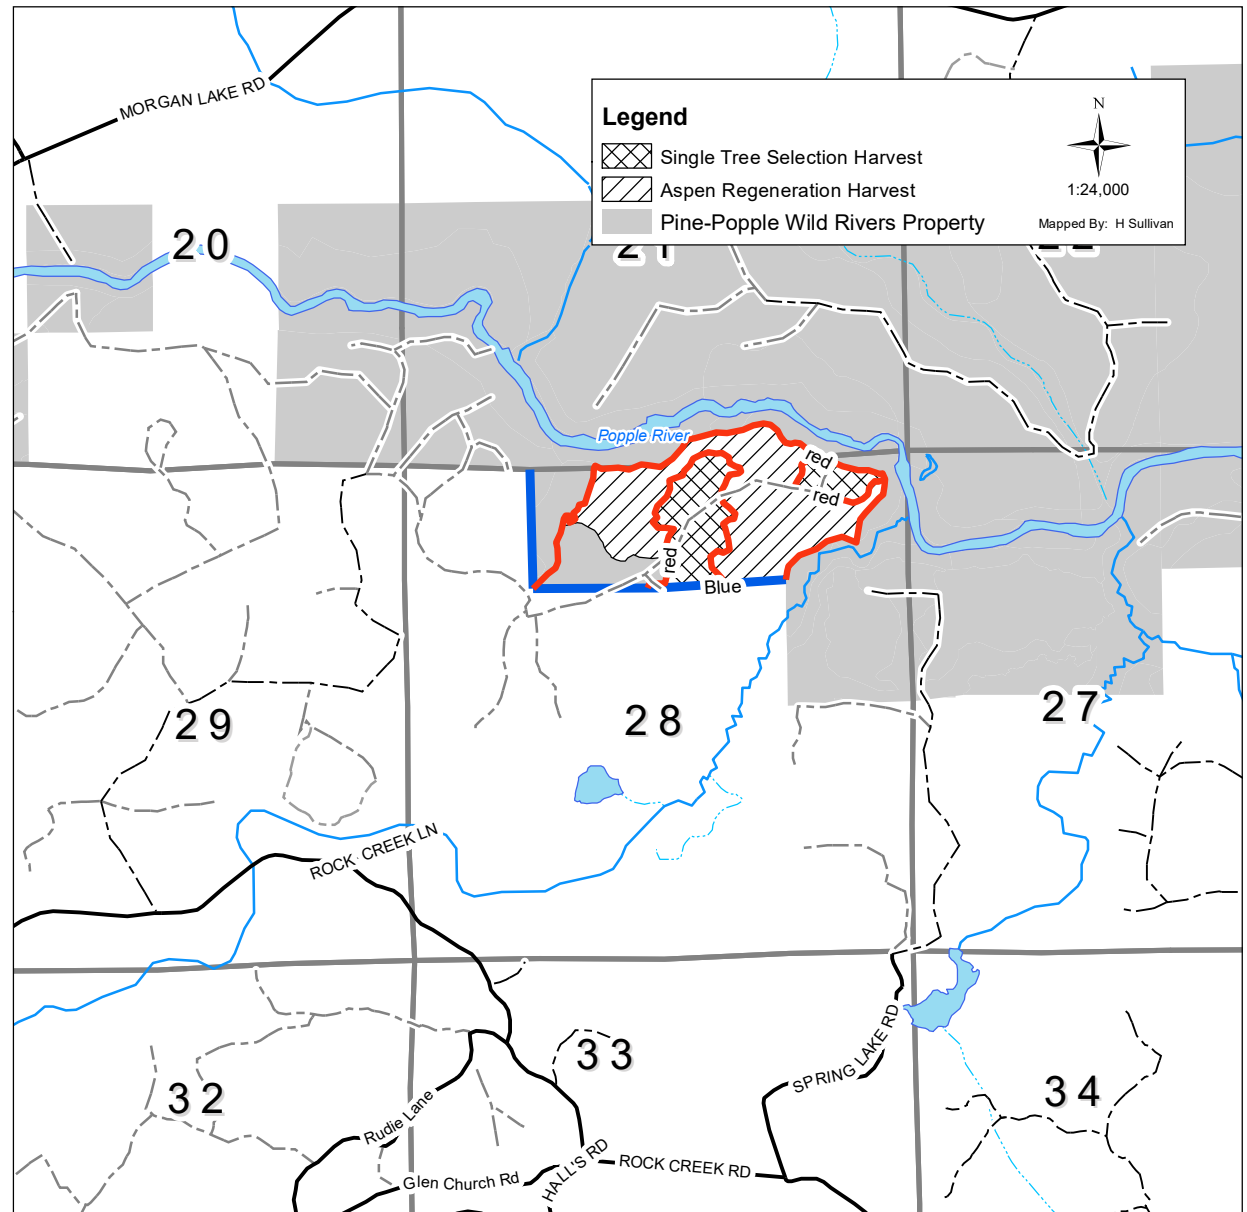 MORGAN LAKE RD
Legend
N
Single Tree Selection Harvest
Aspen Regeneration Harvest
1:24,000
Pine-Popple Wild Rivers Property
Mapped By: H Sullivan
20
21
22
Popple River
red
red
red
Blue
29
28
27
ROCK CREEK LN
33
SPRING LAKE RD
32
34
Rudie Lane
HALL'S RD
ROCK CREEK RD
Glen Church Rd